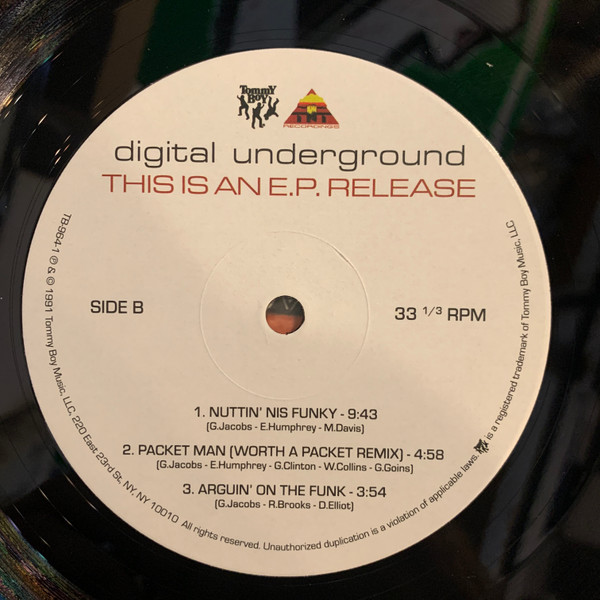 Tommy
Boy
TNT
RECORDINGS
digital underground
THIS IS AN E.P. RELEASE
SIDE B
33 1/3 RPM
1. NUTTIN' NIS FUNKY - 9:43
(G.Jacobs - E.Humphrey - M.Davis)
2. PACKET MAN (WORTH A PACKET REMIX) - 4:58
(G.Jacobs - E.Humphrey - G.Clinton - W.Collins - G.Goins)
3. ARGUIN' ON THE FUNK - 3:54
(G.Jacobs - R.Brooks - D.Elliot)
TB-964-1 ℗ & © 1991 Tommy Boy Music, LLC, 220 East 23rd St, NY, NY 10010 All rights reserved. Unauthorized duplication is a violation of applicable laws. is a registered trademark of Tommy Boy Music, LLC